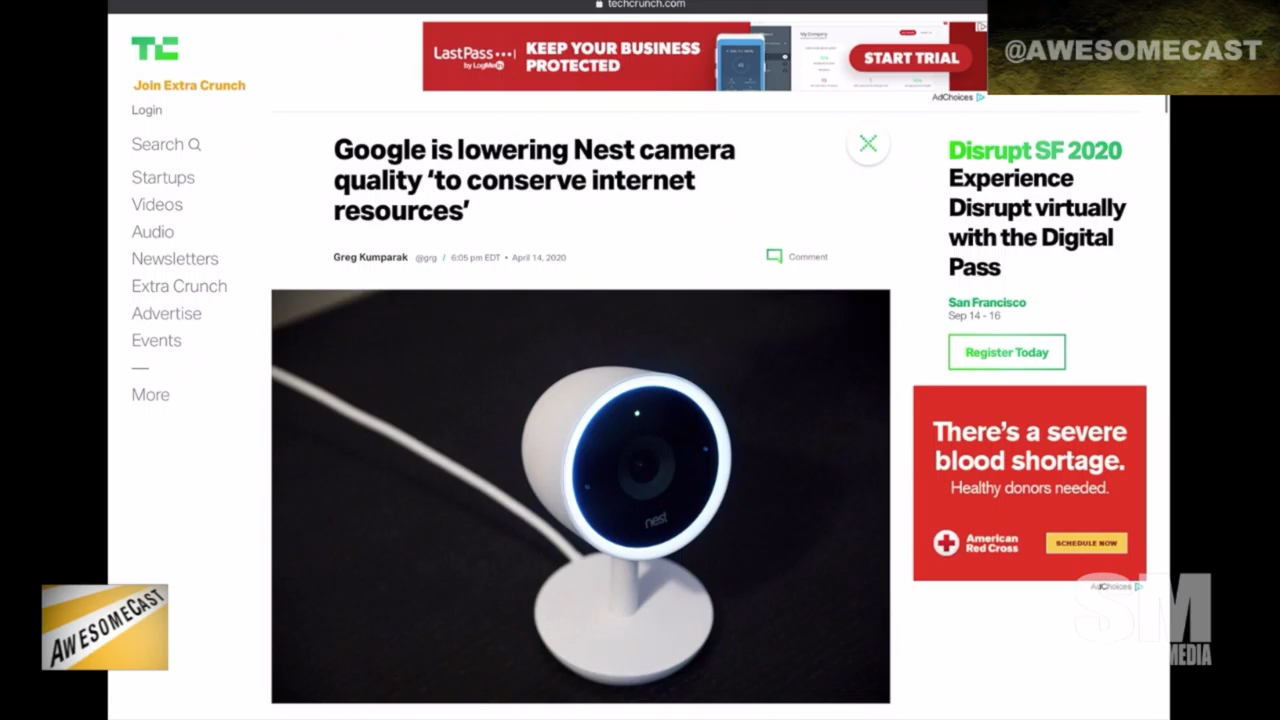 techcrunch.com
@AWESOMECAST
TC
Join Extra Crunch
Login
Search
Startups
Videos
Audio
Newsletters
Extra Crunch
Advertise
Events
More
LastPass
by LogMeIn
KEEP YOUR BUSINESS
PROTECTED
START TRIAL
AdChoices
Google is lowering Nest camera
quality ‘to conserve internet
resources’
Greg Kumparak @grg / 6:05 pm EDT • April 14, 2020
Comment
nest
Disrupt SF 2020
Experience
Disrupt virtually
with the Digital
Pass
San Francisco
Sep 14 - 16
Register Today
There’s a severe
blood shortage.
Healthy donors needed.
American
Red Cross
SCHEDULE NOW
AdChoices
AWESOMECAST
SM
MEDIA